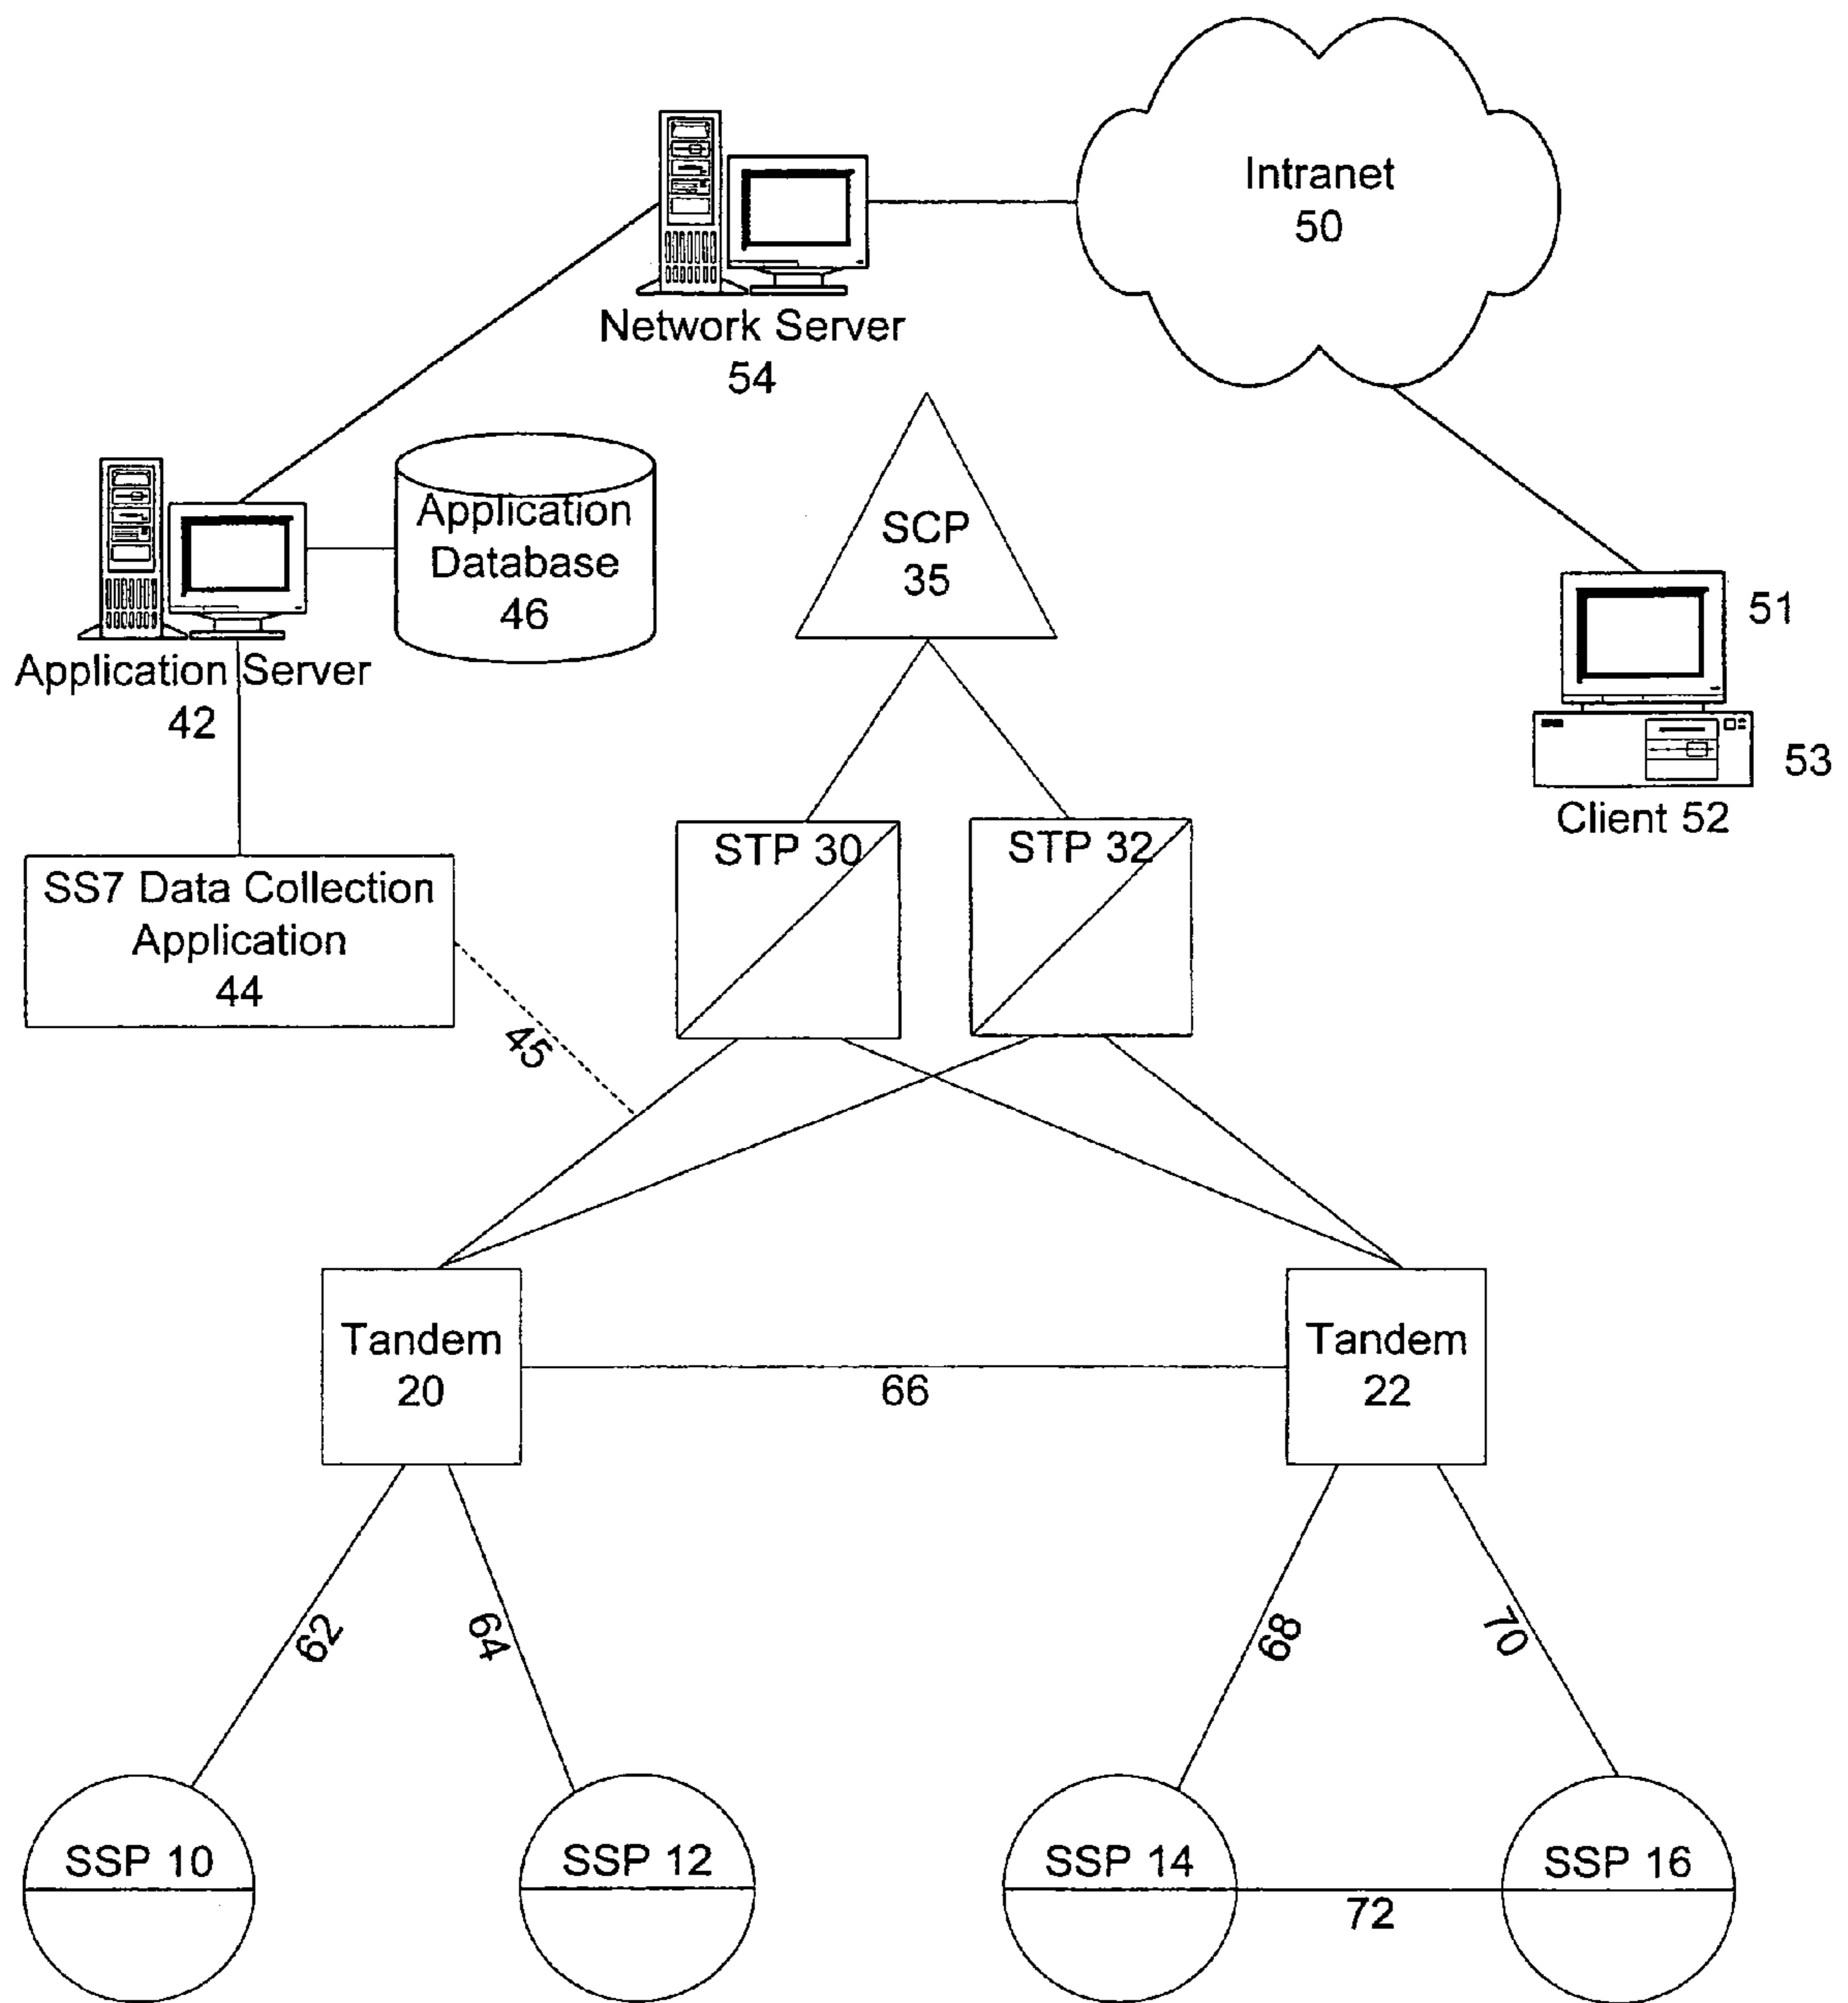 Intranet
50
Network Server
54
Application
Database
46
SCP
35
51
53
Client 52
Application Server
42
STP 30
STP 32
SS7 Data Collection
Application
44
45
Tandem
20
66
Tandem
22
62
64
68
70
SSP 10
SSP 12
SSP 14
SSP 16
72